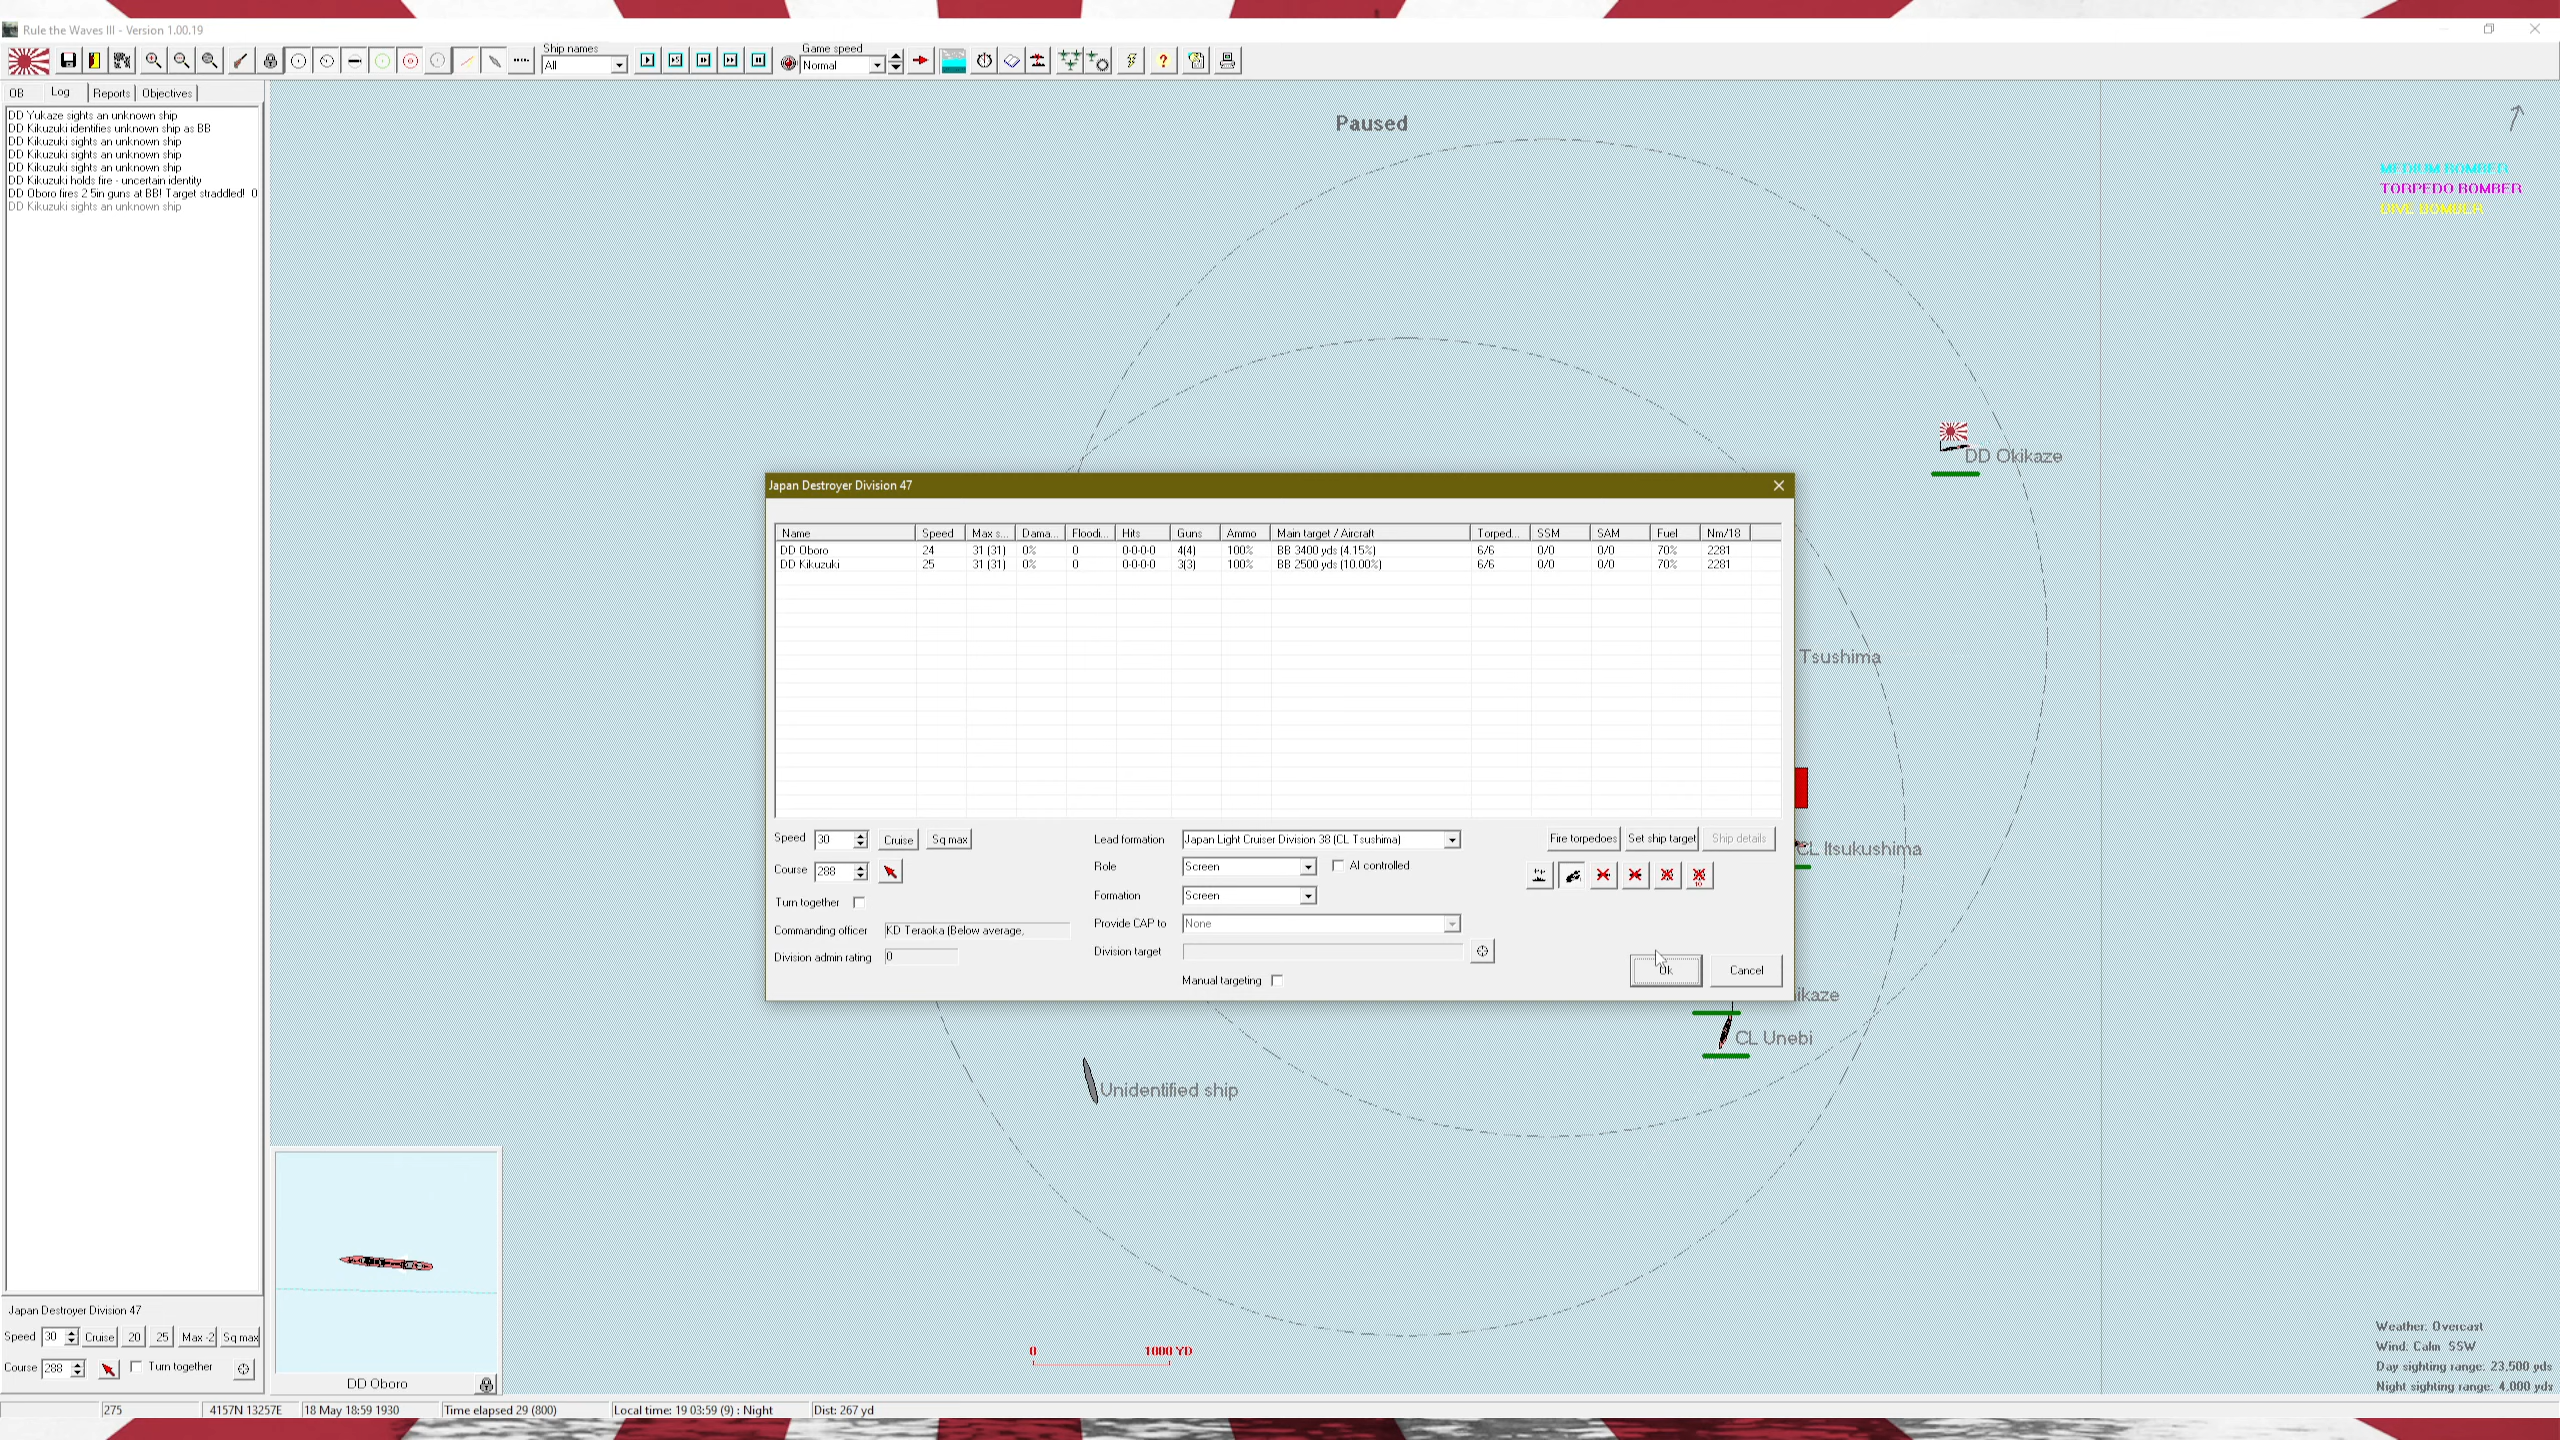 Rule the Waves III - Version 1.00.19
Ship names
All
Game speed
Normal
OB Log Reports Objectives
DD Yukaze sights an unknown ship
DD Kikuzuki identifies unknown ship as BB
DD Kikuzuki sights an unknown ship
DD Kikuzuki sights an unknown ship
DD Kikuzuki sights an unknown ship
DD Kikuzuki holds fire - uncertain identity
DD Oboro fires 2 5in guns at BB! Target straddled! 0
DD Kikuzuki sights an unknown ship
Paused
MEDIUM BOMBER
TORPEDO BOMBER
DIVE BOMBER
DD Okikaze
Tsushima
CL Itsukushima
ikaze
CL Unebi
Unidentified ship
Japan Destroyer Division 47
Name Speed Max s... Dama... Floodi... Hits Guns Ammo Main target / Aircraft Torped... SSM SAM Fuel Nm/18
DD Oboro 24 31 (31) 0% 0 0-0-0-0 4(4) 100% BB 3400 yds (4.15%) 6/6 0/0 0/0 70% 2281
DD Kikuzuki 25 31 (31) 0% 0 0-0-0-0 3(3) 100% BB 2500 yds (10.00%) 6/6 0/0 0/0 70% 2281
Speed 30 Cruise Sq max
Course 288
Turn together
Commanding officer KD Teraoka (Below average,
Division admin rating 0
Lead formation Japan Light Cruiser Division 38 (CL Tsushima)
Role Screen AI controlled
Formation Screen
Provide CAP to None
Division target
Manual targeting
Fire torpedoes Set ship target Ship details
10
Ok Cancel
0 1000 YD
DD Oboro
Japan Destroyer Division 47
Speed 30 Cruise 20 25 Max -2 Sq max
Course 288 Turn together
Weather: Overcast
Wind: Calm SSW
Day sighting range: 23,500 yds
Night sighting range: 4,000 yds
275 4157N 13257E 18 May 18:59 1930 Time elapsed 29 (800) Local time: 19 03:59 (9) : Night Dist: 267 yd